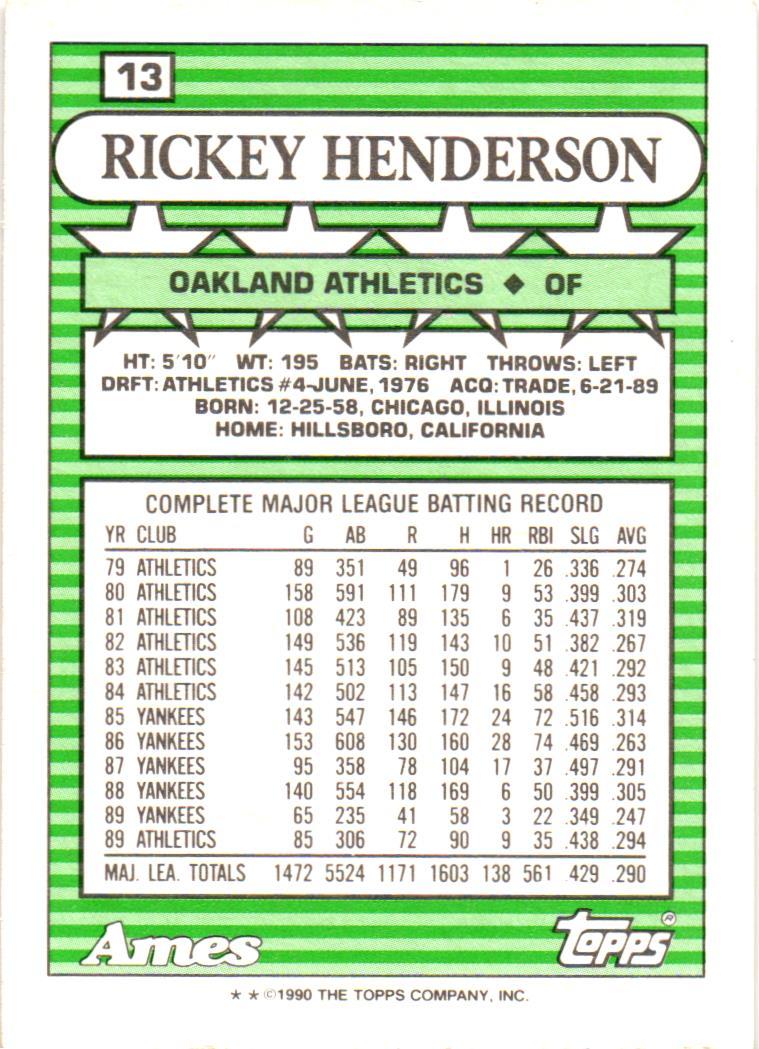 13
RICKEY HENDERSON
OAKLAND ATHLETICS ◆ OF
HT: 5'10" WT: 195 BATS: RIGHT THROWS: LEFT
DRFT: ATHLETICS #4-JUNE, 1976 ACQ: TRADE, 6-21-89
BORN: 12-25-58, CHICAGO, ILLINOIS
HOME: HILLSBORO, CALIFORNIA
COMPLETE MAJOR LEAGUE BATTING RECORD
YR CLUB G AB R H HR RBI SLG AVG
79 ATHLETICS 89 351 49 96 1 26 .336 .274
80 ATHLETICS 158 591 111 179 9 53 .399 .303
81 ATHLETICS 108 423 89 135 6 35 .437 .319
82 ATHLETICS 149 536 119 143 10 51 .382 .267
83 ATHLETICS 145 513 105 150 9 48 .421 .292
84 ATHLETICS 142 502 113 147 16 58 .458 .293
85 YANKEES 143 547 146 172 24 72 .516 .314
86 YANKEES 153 608 130 160 28 74 .469 .263
87 YANKEES 95 358 78 104 17 37 .497 .291
88 YANKEES 140 554 118 169 6 50 .399 .305
89 YANKEES 65 235 41 58 3 22 .349 .247
89 ATHLETICS 85 306 72 90 9 35 .438 .294
MAJ. LEA. TOTALS 1472 5524 1171 1603 138 561 .429 .290
Ames
topps ®
★ ★ ©1990 THE TOPPS COMPANY, INC.